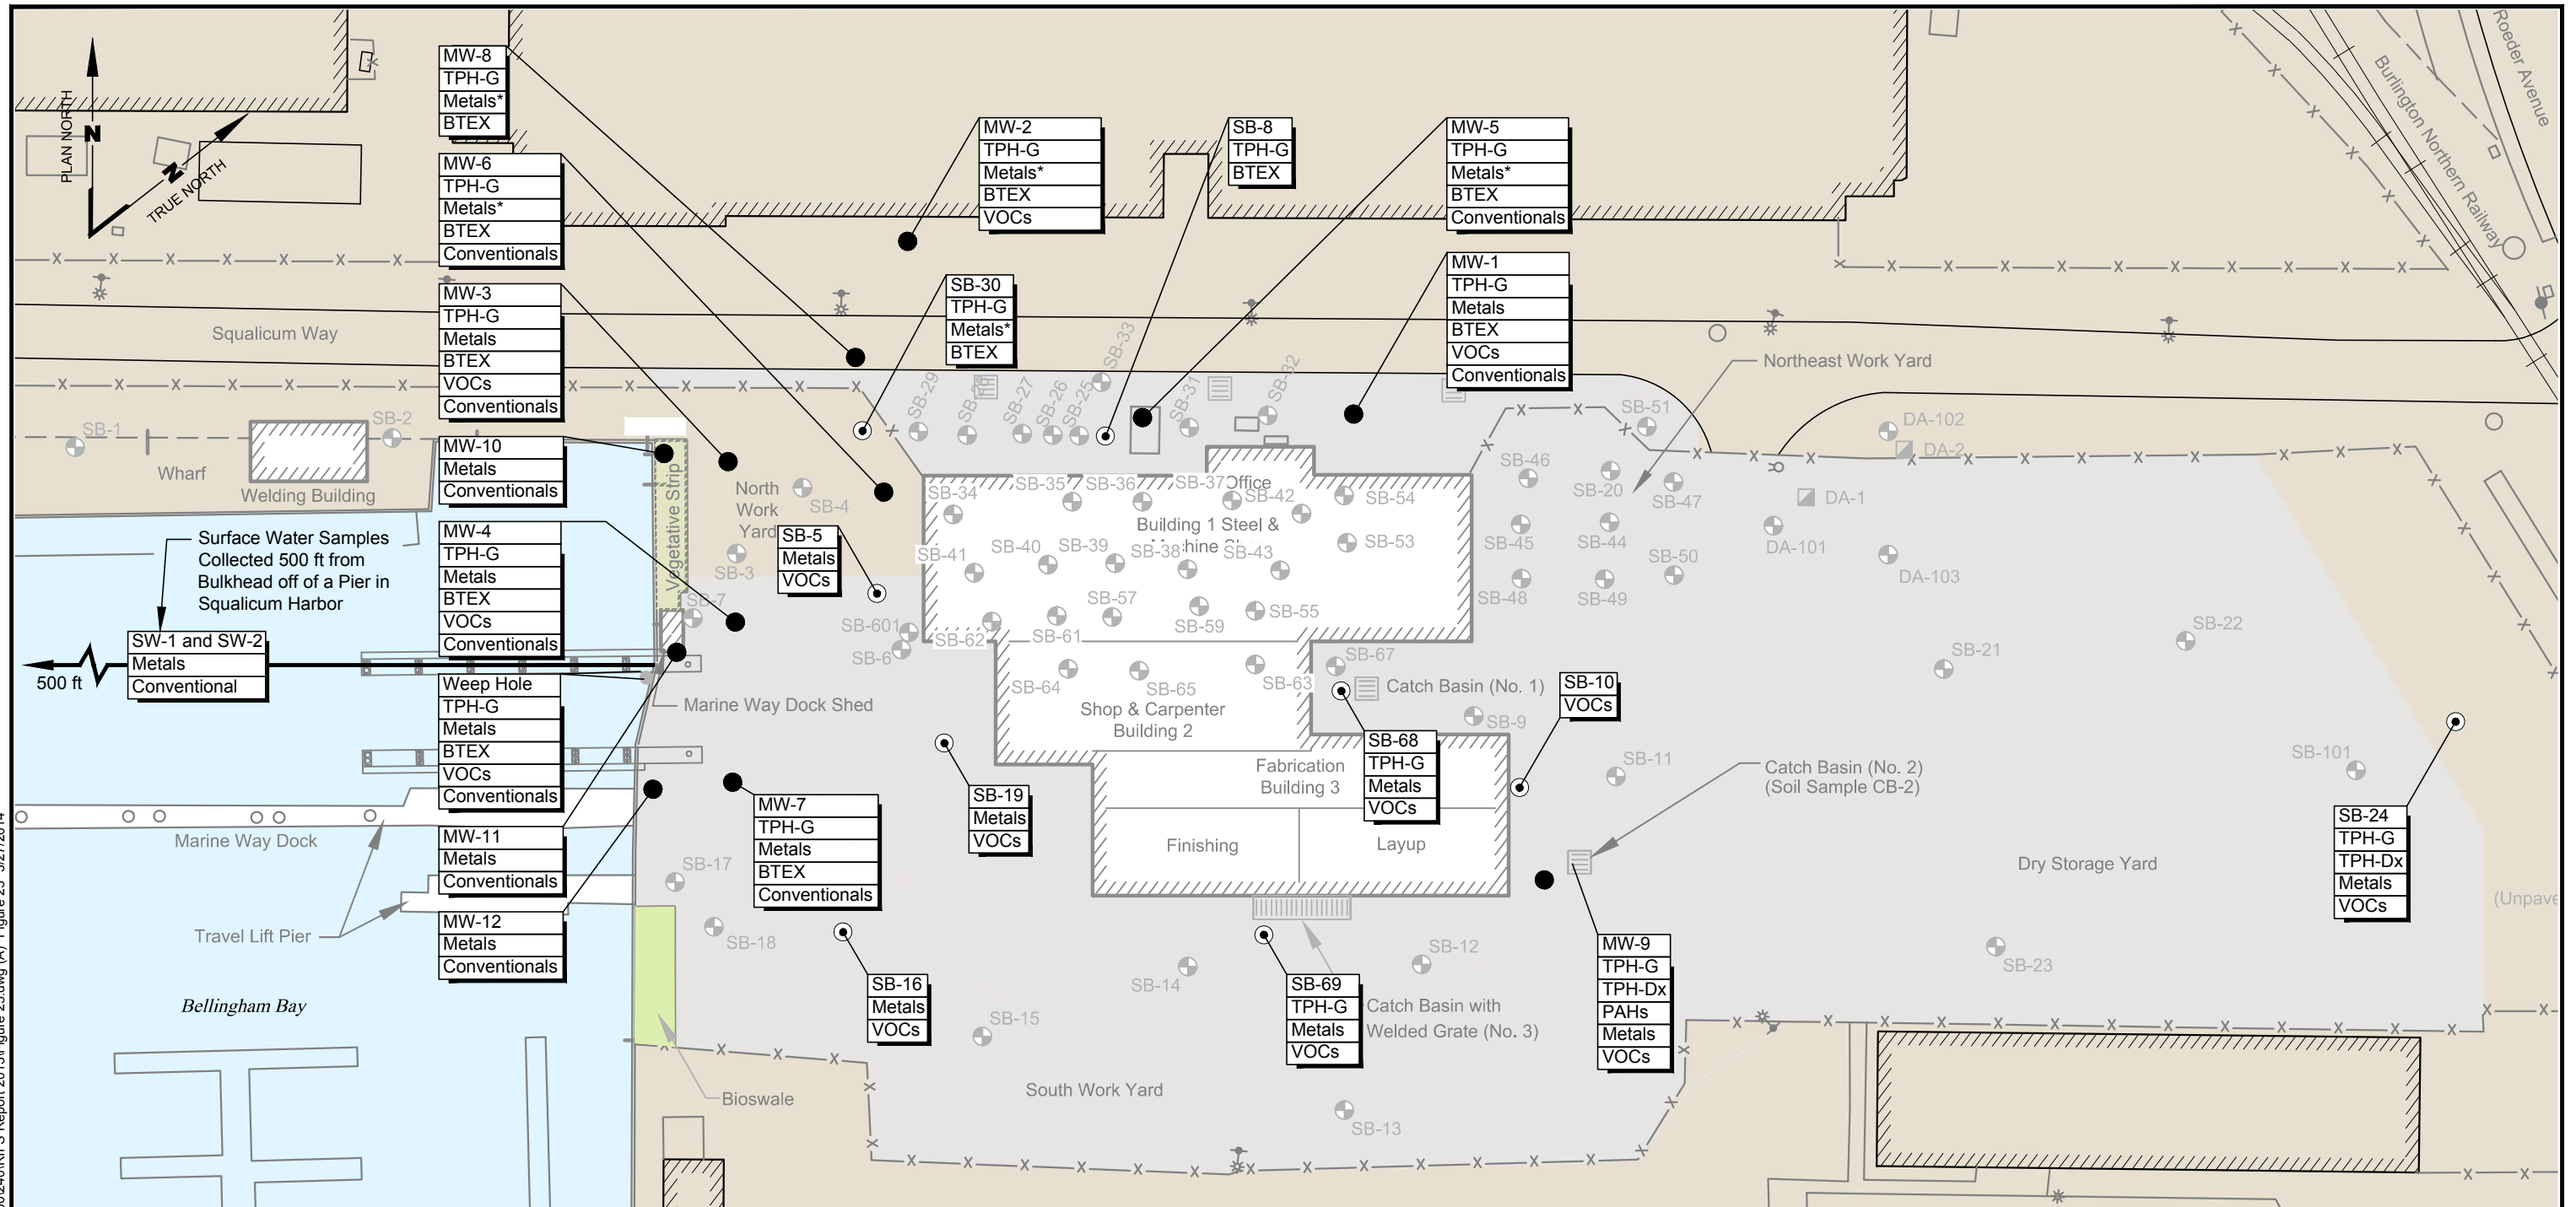 PLAN NORTH
N
N
TRUE NORTH
MW-8
TPH-G
Metals*
BTEX
MW-6
TPH-G
Metals*
BTEX
Conventionals
MW-3
TPH-G
Metals
BTEX
VOCs
Conventionals
MW-10
Metals
Conventionals
MW-4
TPH-G
Metals
BTEX
VOCs
Conventionals
Weep Hole
TPH-G
Metals
BTEX
VOCs
Conventionals
MW-11
Metals
Conventionals
MW-12
Metals
Conventionals
MW-2
TPH-G
Metals*
BTEX
VOCs
SB-8
TPH-G
BTEX
MW-5
TPH-G
Metals*
BTEX
Conventionals
SB-30
TPH-G
Metals*
BTEX
MW-1
TPH-G
Metals
BTEX
VOCs
Conventionals
Roeder Avenue
Burlington Northern Railway
Squalicum Way
Northeast Work Yard
SB-1
SB-2
Wharf
Welding Building
Surface Water Samples
Collected 500 ft from
Bulkhead off of a Pier in
Squalicum Harbor
SW-1 and SW-2
Metals
Conventional
500 ft
Vegetative Strip
North
Work
Yard
SB-4
SB-3
SB-7
SB-5
Metals
VOCs
SB-29
SB-27
SB-26
SB-25
SB-33
SB-31
SB-32
SB-34
SB-35
SB-36
SB-37
Office
SB-42
SB-54
Building 1 Steel &
SB-41
SB-40
SB-39
SB-38
SB-43
SB-53
SB-57
SB-55
SB-59
SB-61
SB-62
SB-601
SB-6
SB-64
SB-65
SB-63
SB-67
Shop & Carpenter
Building 2
Catch Basin (No. 1)
SB-9
SB-10
VOCs
SB-68
TPH-G
Metals
VOCs
Fabrication
Building 3
Finishing
Layup
SB-51
SB-46
SB-20
SB-47
SB-45
SB-44
SB-50
SB-48
SB-49
DA-102
DA-2
DA-1
DA-101
DA-103
SB-22
SB-21
SB-11
SB-101
Catch Basin (No. 2)
(Soil Sample CB-2)
Dry Storage Yard
SB-24
TPH-G
TPH-Dx
Metals
VOCs
SB-23
Marine Way Dock Shed
Marine Way Dock
Travel Lift Pier
Bellingham Bay
MW-7
TPH-G
Metals
BTEX
Conventionals
SB-19
Metals
VOCs
SB-17
SB-18
SB-16
Metals
VOCs
SB-15
SB-14
SB-12
SB-69
TPH-G
Metals
VOCs
Catch Basin with
Welded Grate (No. 3)
MW-9
TPH-G
TPH-Dx
PAHs
Metals
VOCs
South Work Yard
SB-13
Bioswale